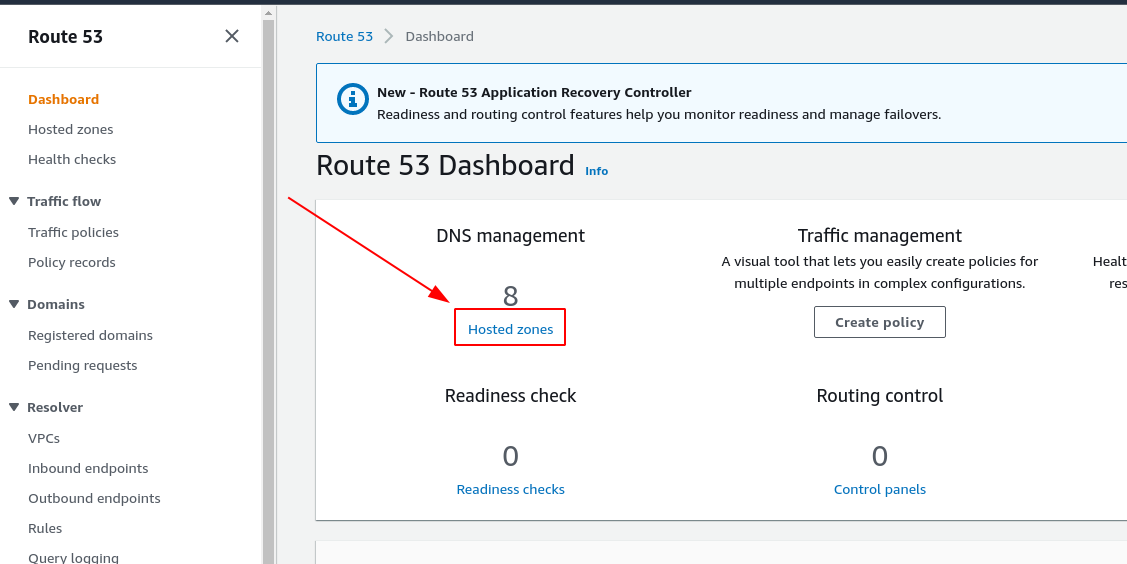 Route 53
Dashboard
Hosted zones
Health checks
Traffic flow
Traffic policies
Policy records
Domains
Registered domains
Pending requests
Resolver
VPCs
Inbound endpoints
Outbound endpoints
Rules
Query logging
Route 53 Dashboard
New - Route 53 Application Recovery Controller
Readiness and routing control features help you monitor readiness and manage failovers.
Route 53 Dashboard Info
DNS management
8
Hosted zones
Traffic management
A visual tool that lets you easily create policies for
multiple endpoints in complex configurations.
Create policy
Healt
res
Readiness check
0
Readiness checks
Routing control
0
Control panels